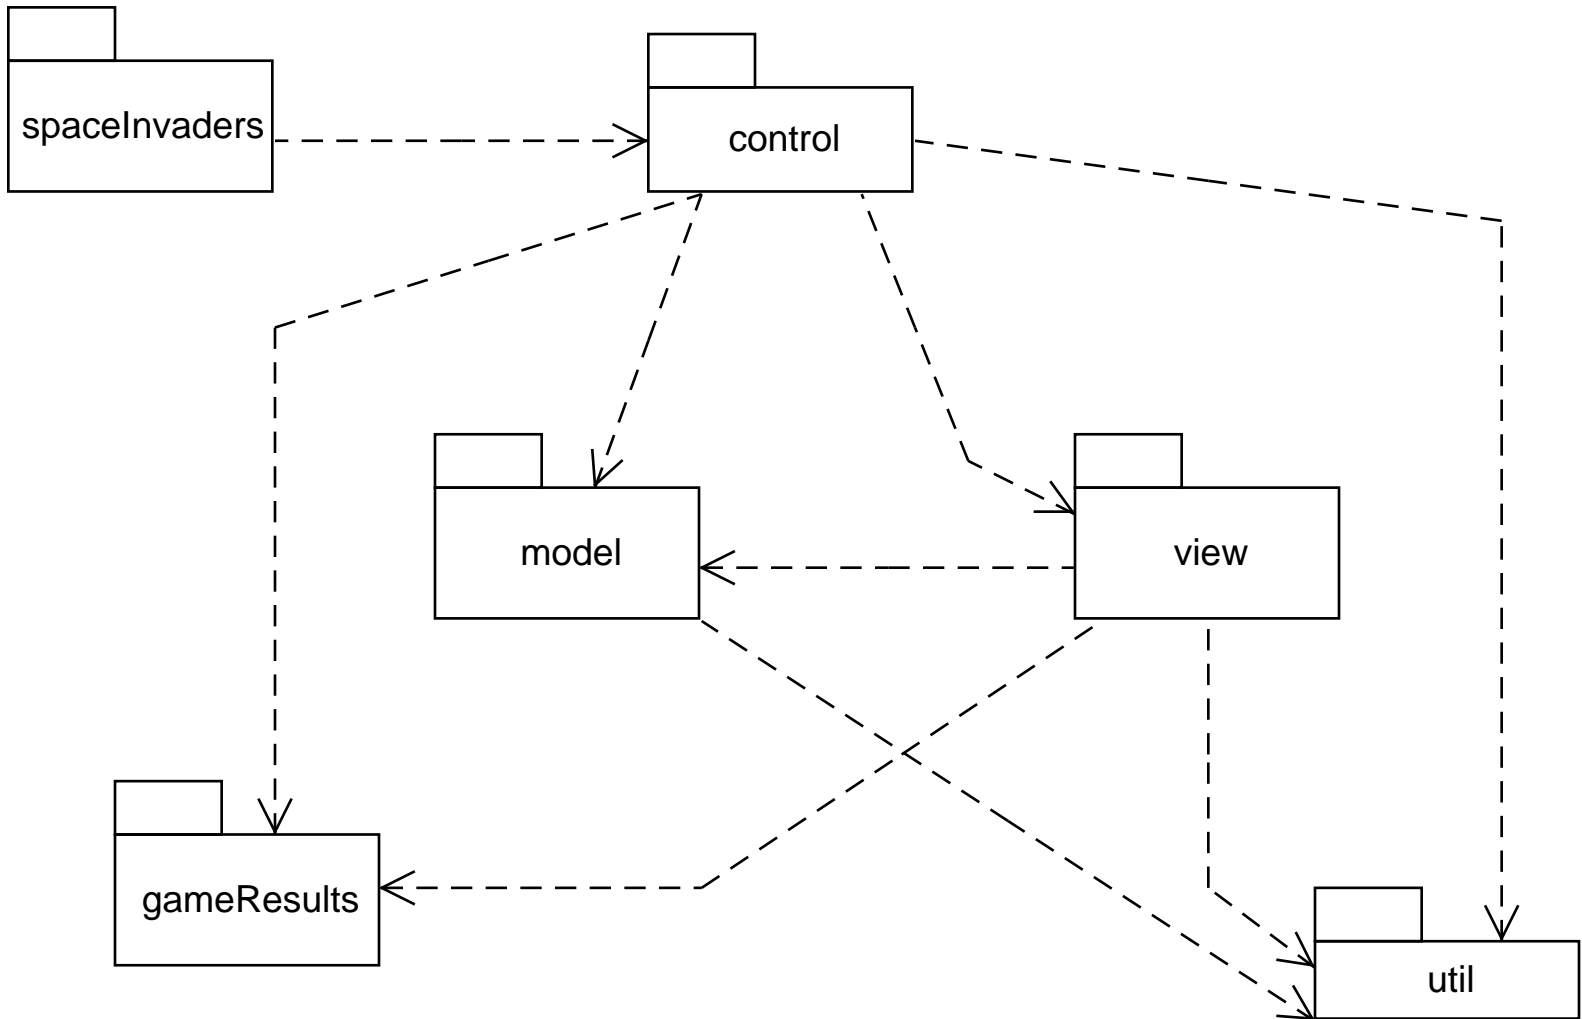 spaceInvaders
control
model
view
gameResults
util